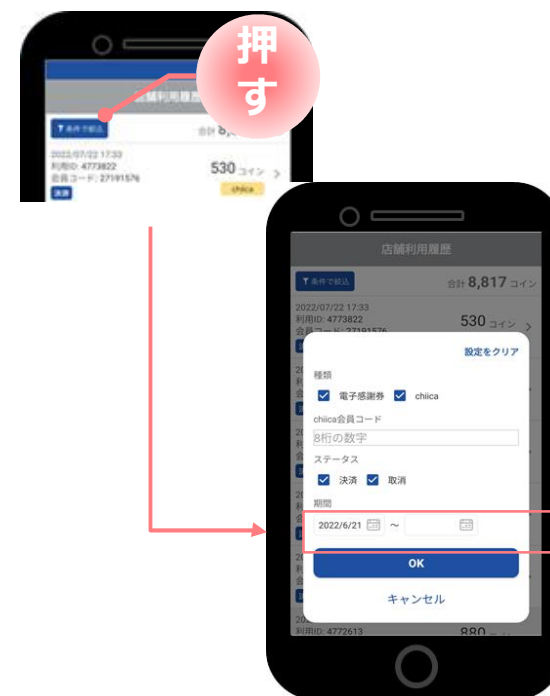 押
す
店舗利用履歴
条件で絞込
合計 8,
2022/07/22 17:33
利用ID: 4773822
会員コード: 27191576
決済
530 コイン
chiica
店舗利用履歴
条件で絞込
合計 8,817 コイン
2022/07/22 17:33
利用ID: 4773822
会員コード: 27191576
530 コイン
設定をクリア
種類
電子感謝券 chiica
chiica会員コード
8桁の数字
ステータス
決済 取消
期間
2022/6/21 ~
OK
キャンセル
利用ID: 4772613
880